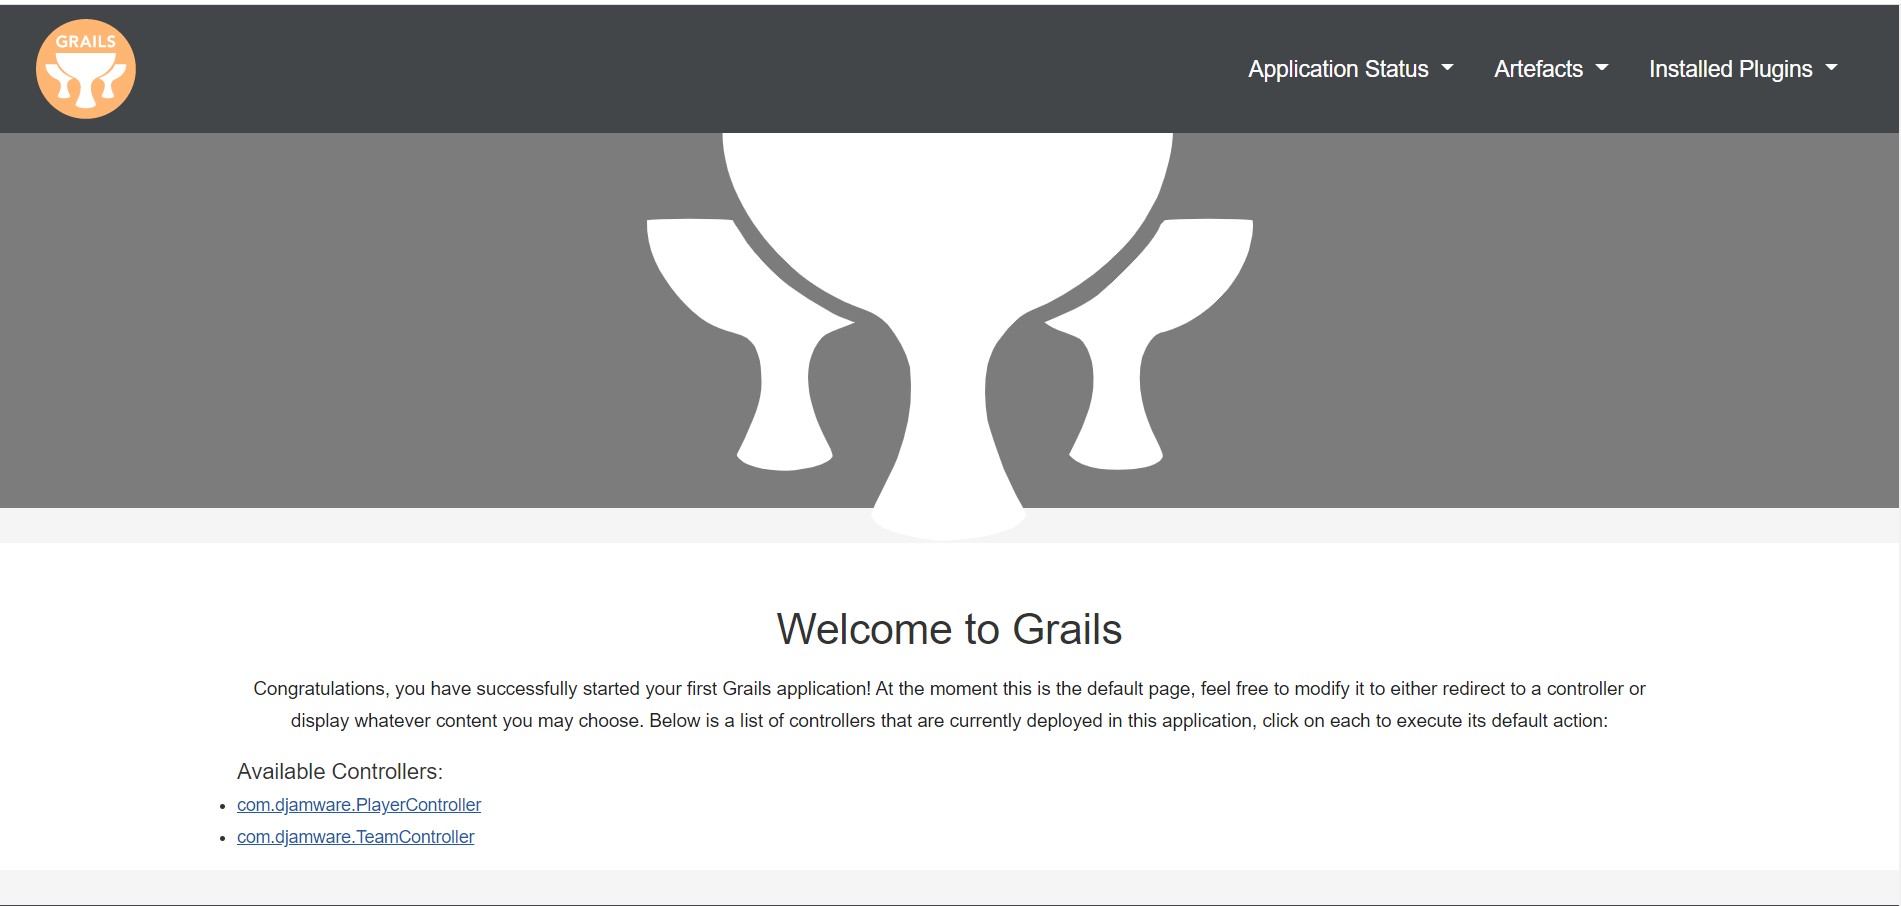 GRAILS
Application Status
Artefacts
Installed Plugins
Welcome to Grails
Congratulations, you have successfully started your first Grails application! At the moment this is the default page, feel free to modify it to either redirect to a controller or
display whatever content you may choose. Below is a list of controllers that are currently deployed in this application, click on each to execute its default action:
Available Controllers:
com.djamware.PlayerController
com.djamware.TeamController